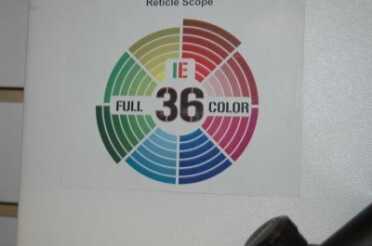 Reticle Scope
IE
FULL 36 COLOR